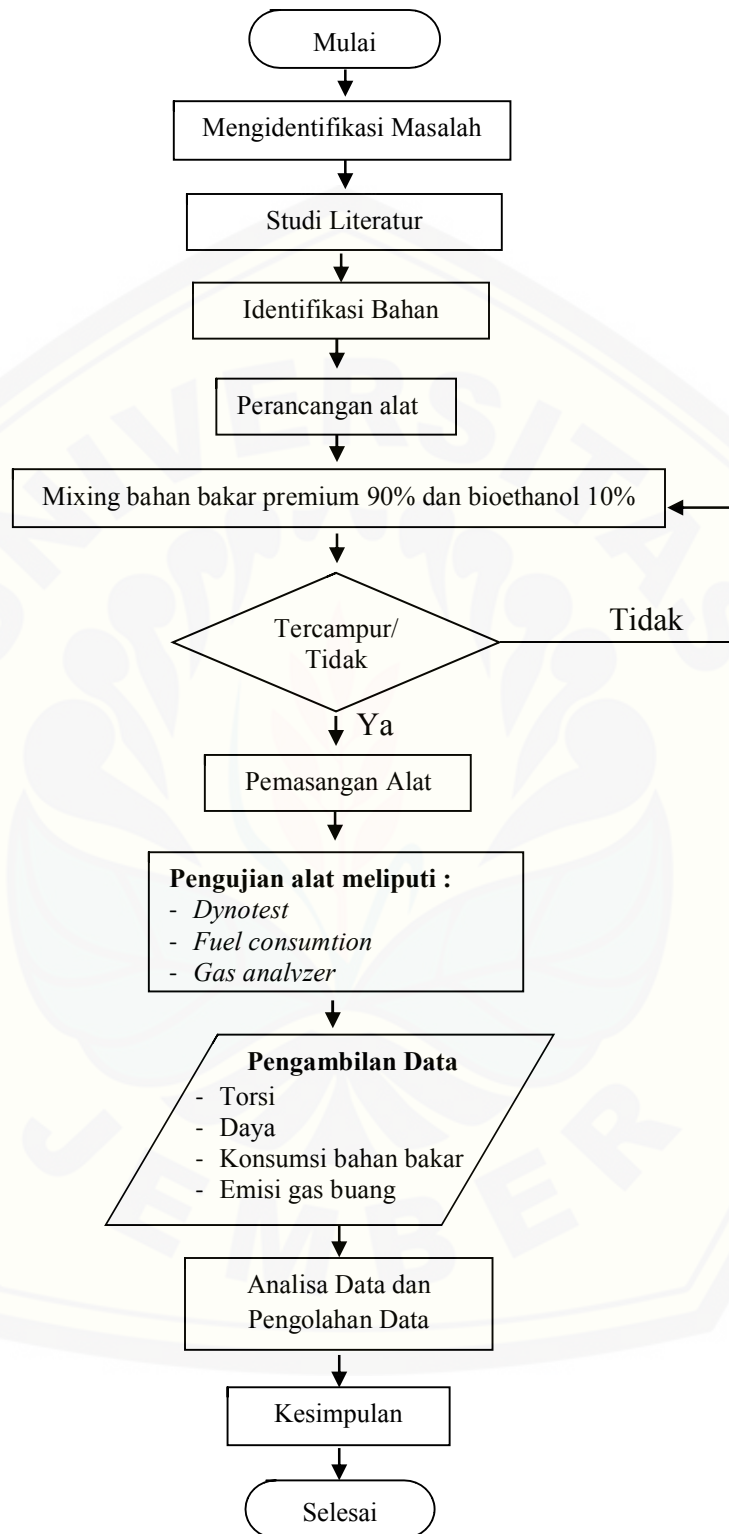 Mulai
Mengidentifikasi Masalah
Studi Literatur
Identifikasi Bahan
Perancangan alat
Mixing bahan bakar premium 90% dan bioethanol 10%
Tercampur/
Tidak
Tidak
Ya
Pemasangan Alat
Pengujian alat meliputi :
- Dynotest
- Fuel consumtion
- Gas analyzer
Pengambilan Data
- Torsi
- Daya
- Konsumsi bahan bakar
- Emisi gas buang
Analisa Data dan
Pengolahan Data
Kesimpulan
Selesai
UNIVERSITAS
JEMBER